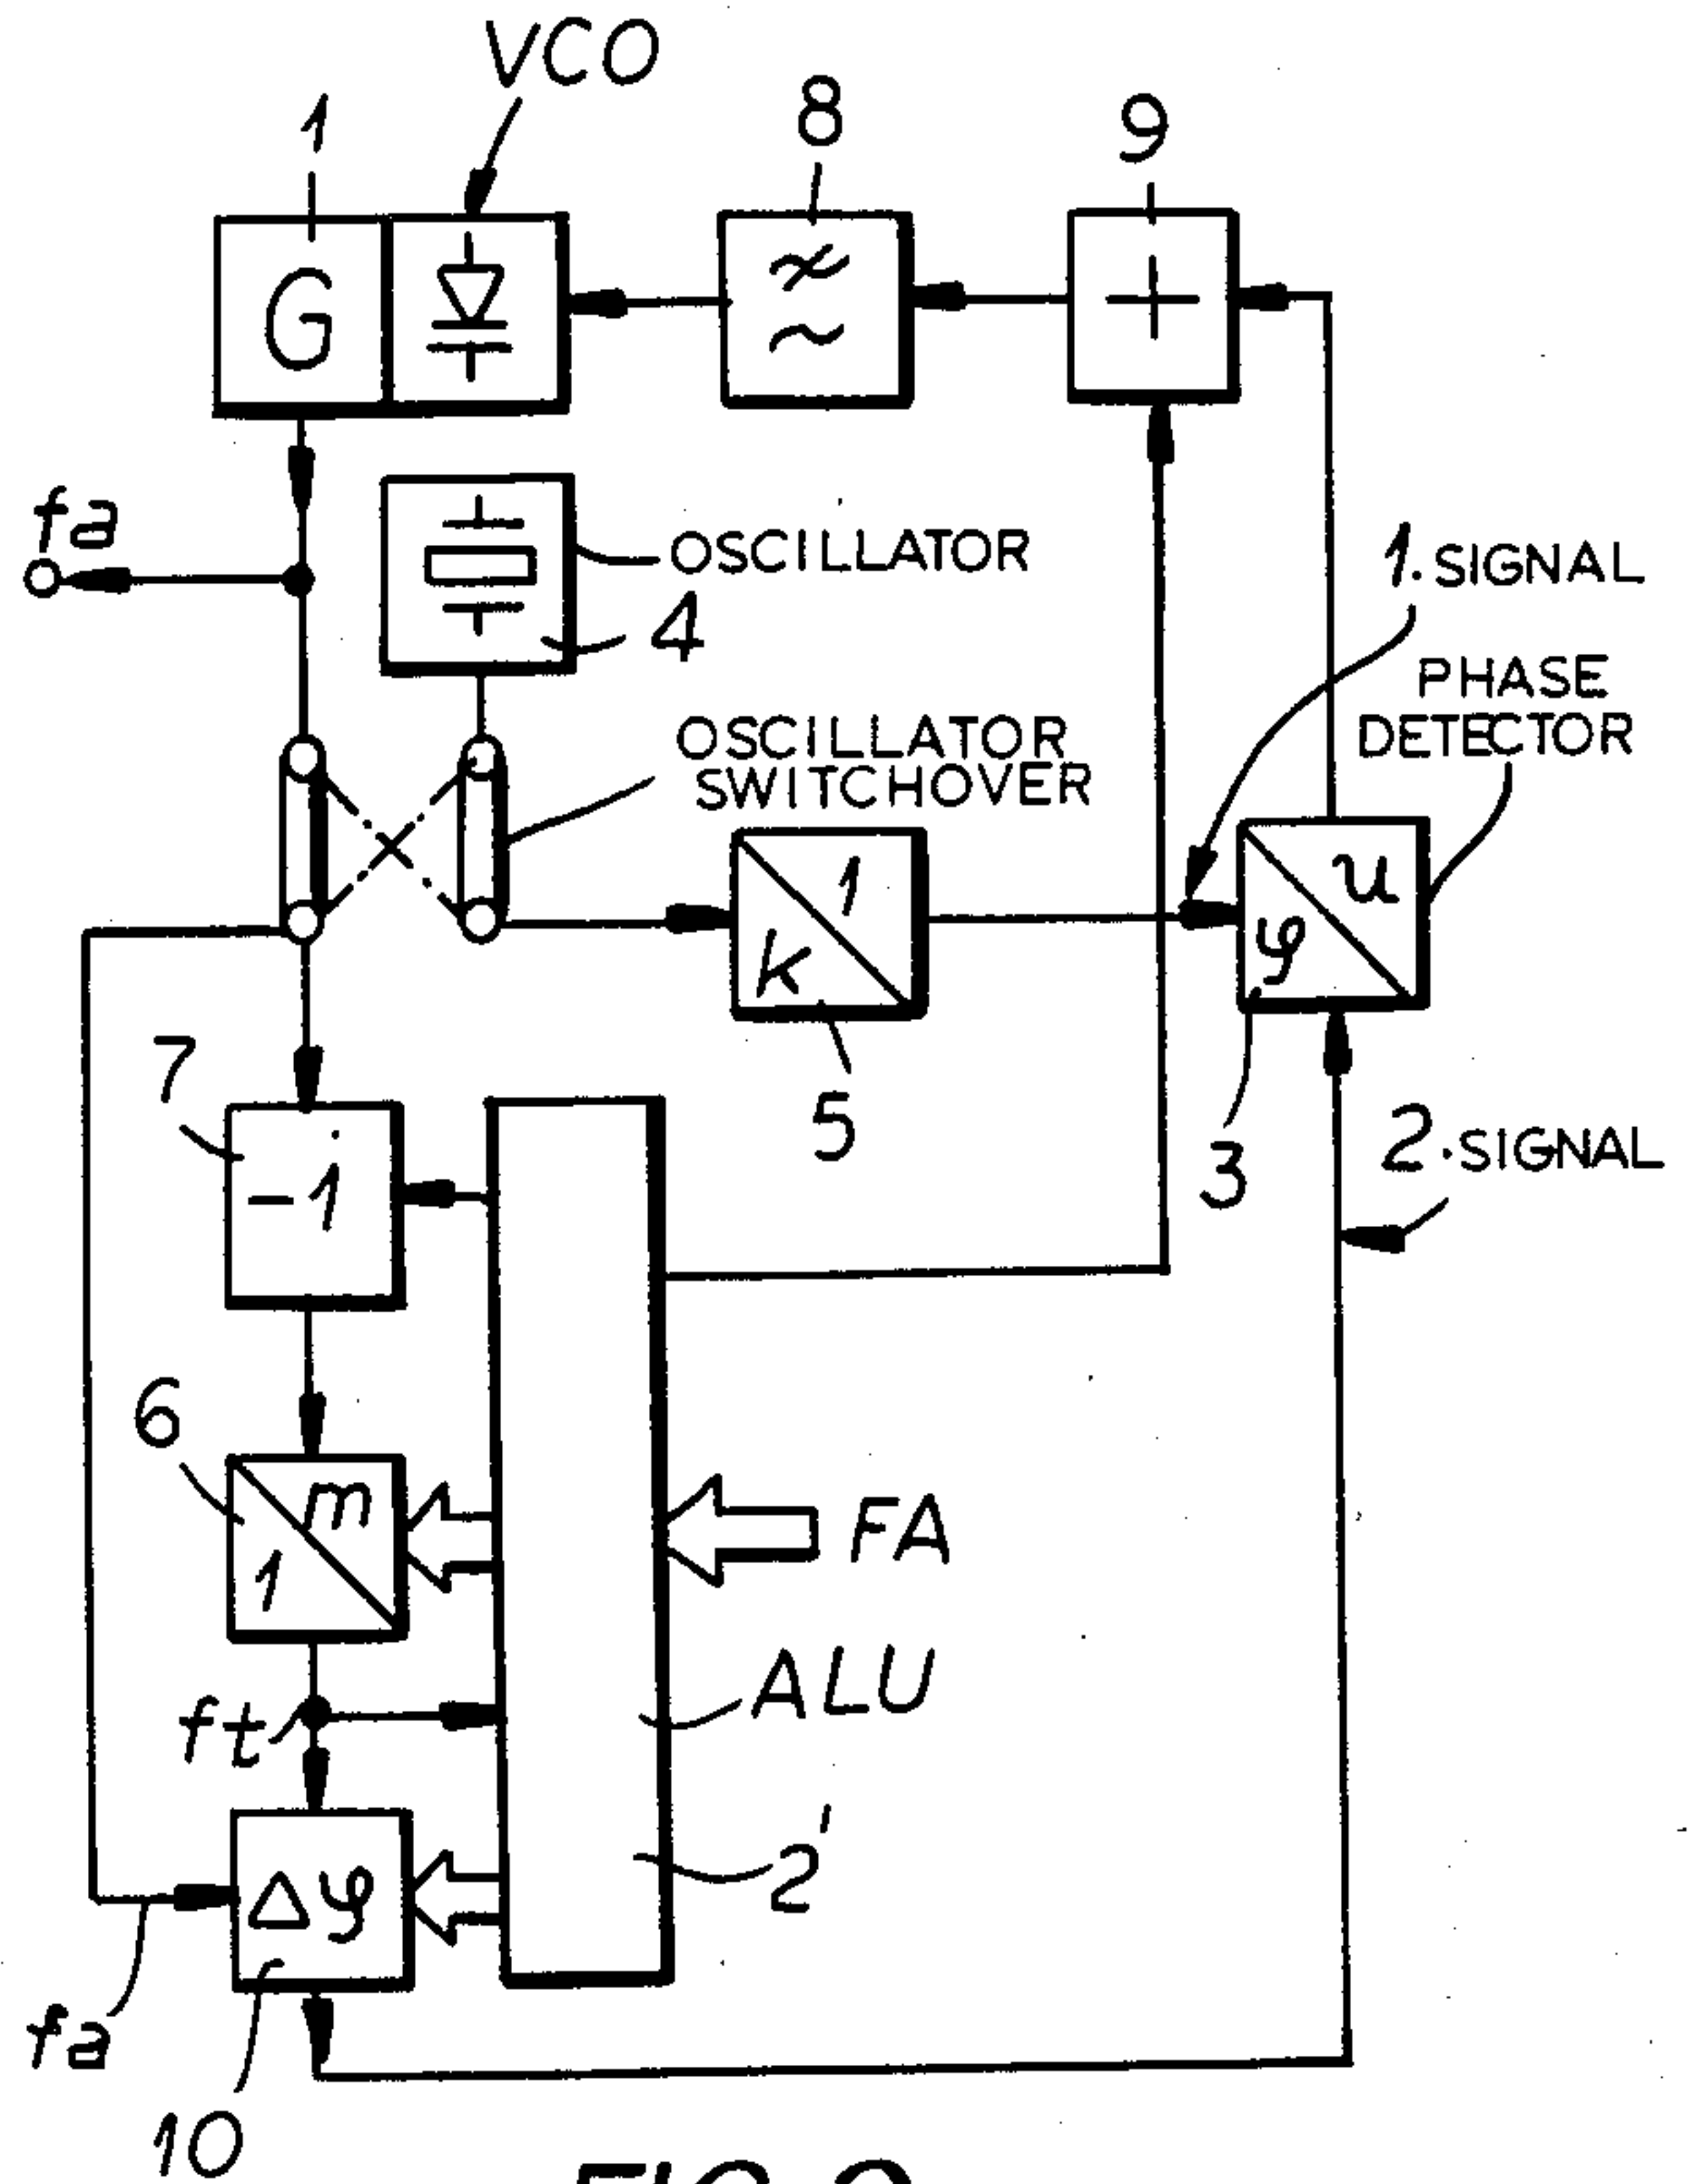 VCO
1
8
9
G
+
fa
OSCILLATOR
4
1. SIGNAL
PHASE
DETECTOR
OSCILLATOR
SWITCHOVER
1
k
u
φ
7
5
3
2. SIGNAL
-1
6
m
1
FA
ALU
ft
2'
Δφ
fa
10